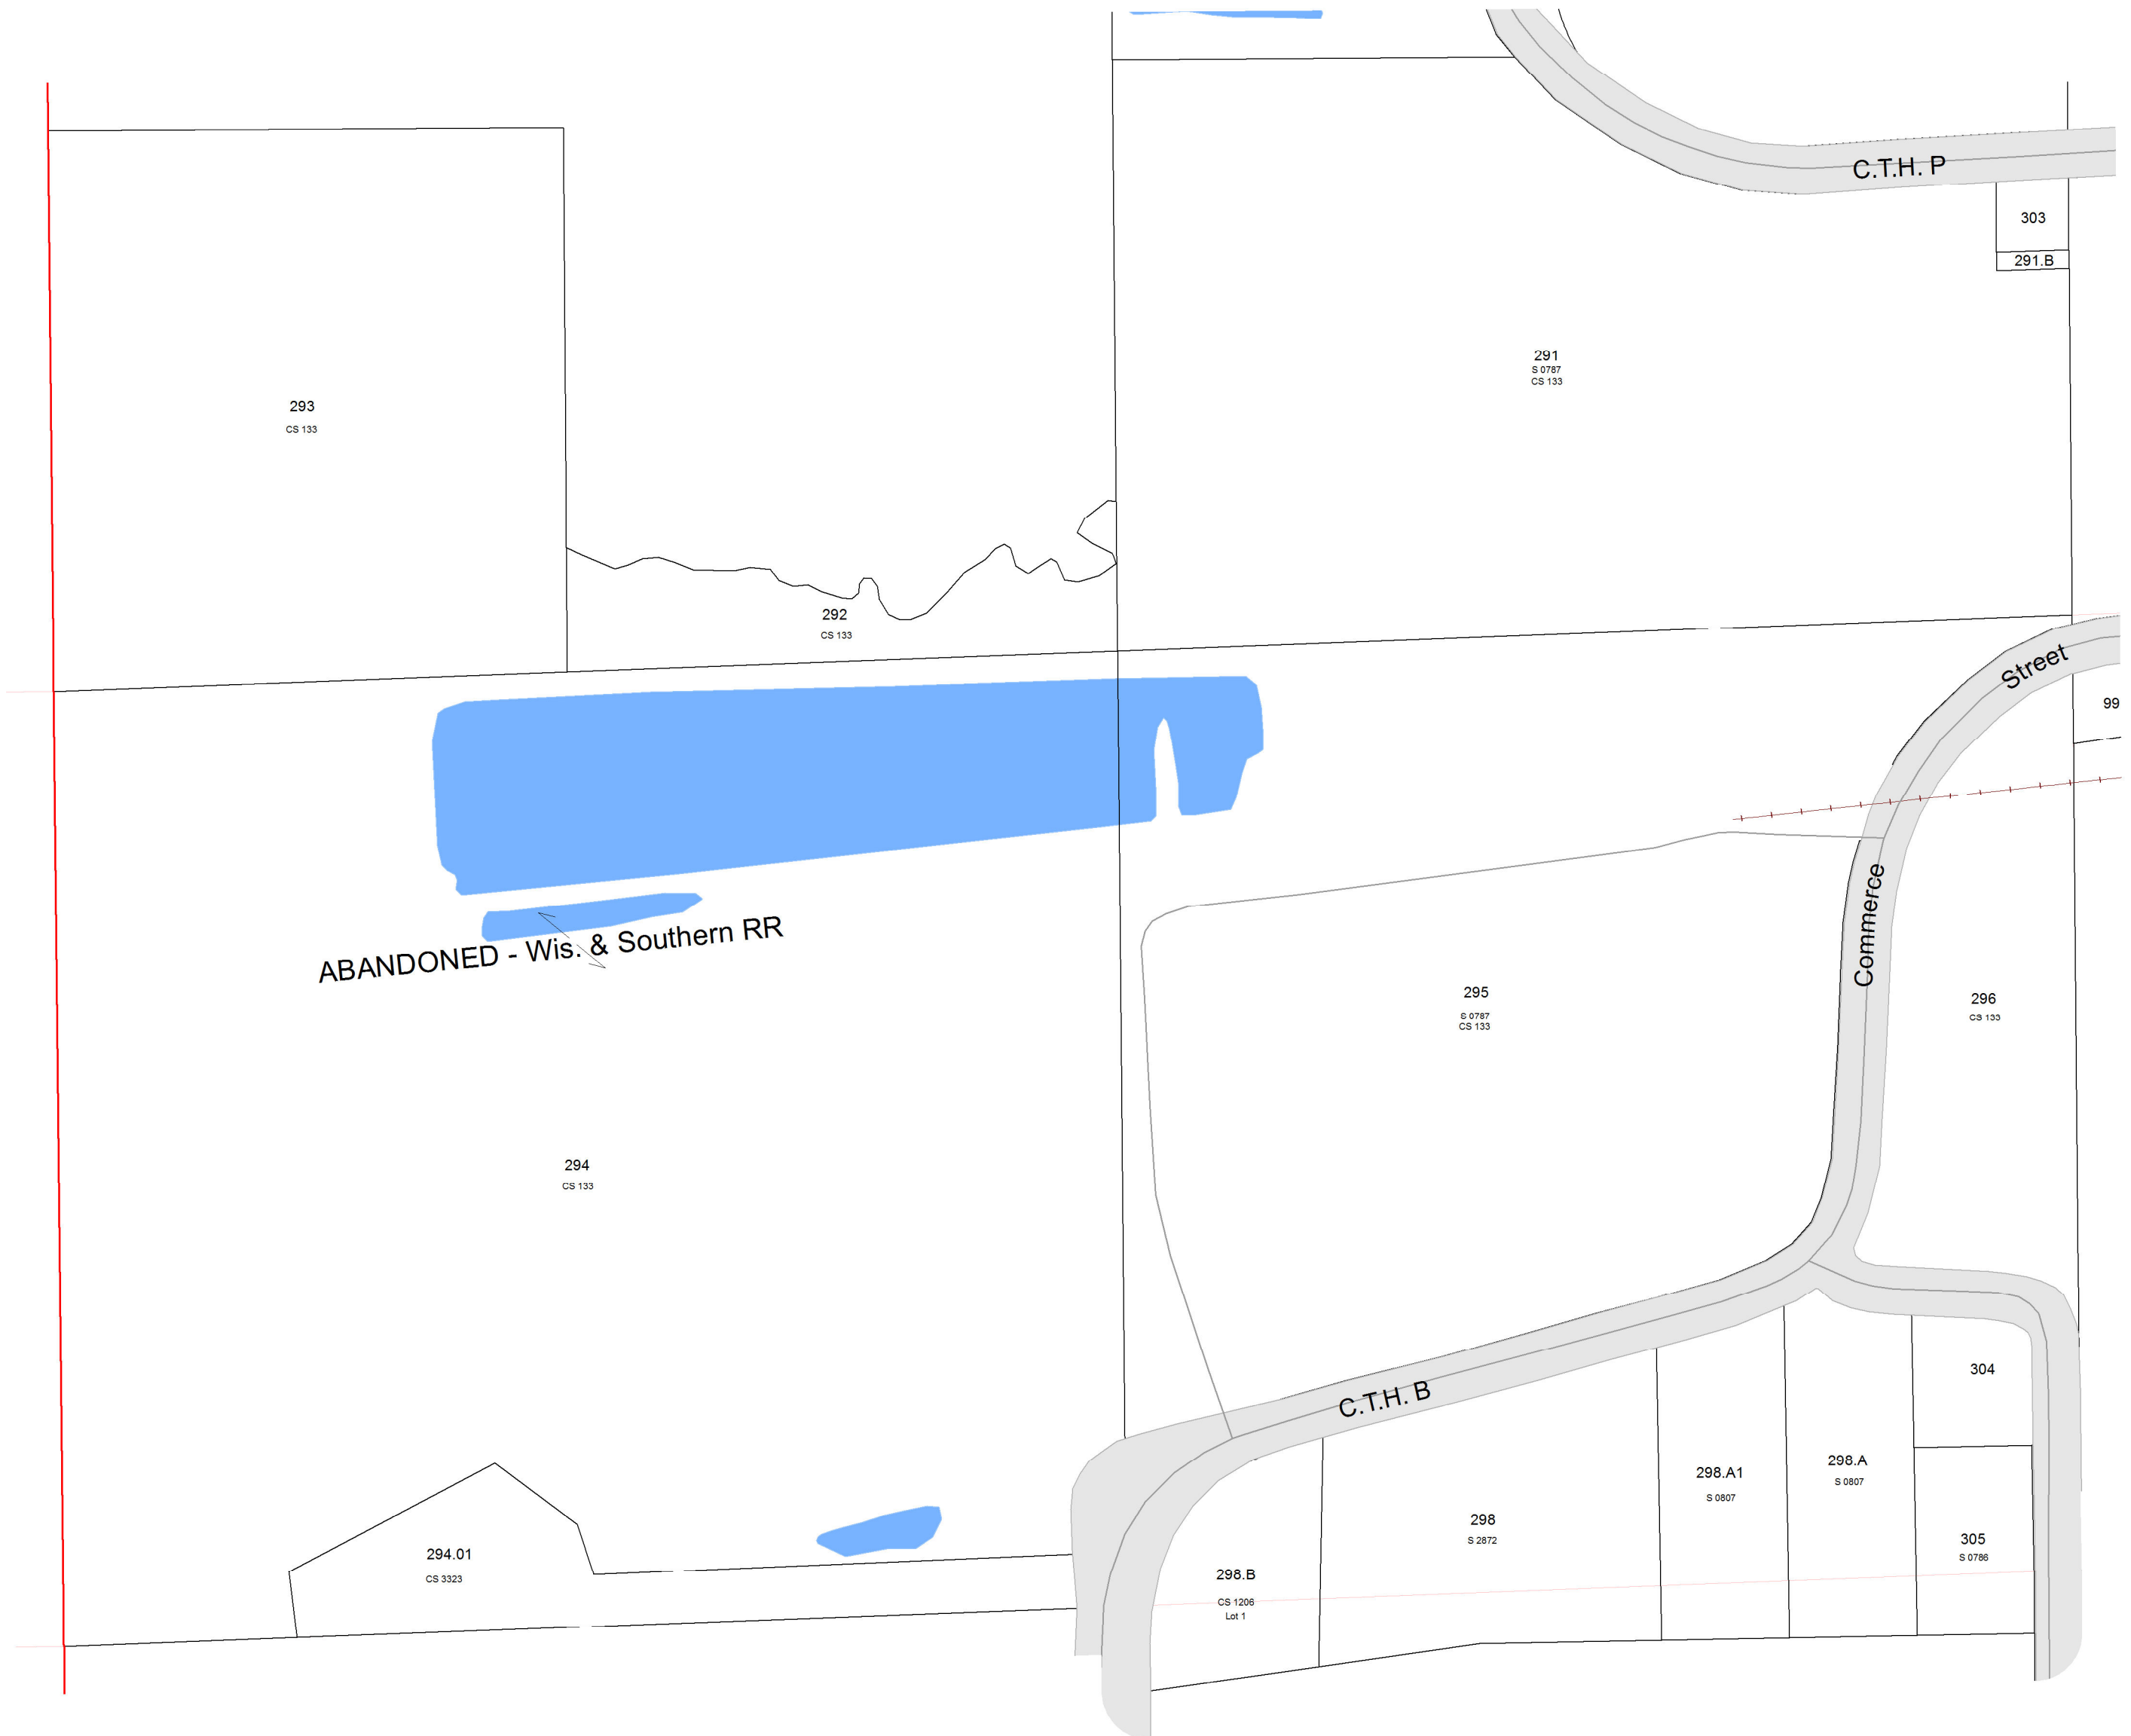 C.T.H. P
303
291.B
291
S 0787
CS 133
293
CS 133
292
CS 133
Street
99
Commerce
ABANDONED - Wis. & Southern RR
295
S 0787
CS 133
296
CS 133
294
CS 133
C.T.H. B
304
298.A
S 0807
298.A1
S 0807
298
S 2872
305
S 0786
294.01
CS 3323
298.B
CS 1206
Lot 1